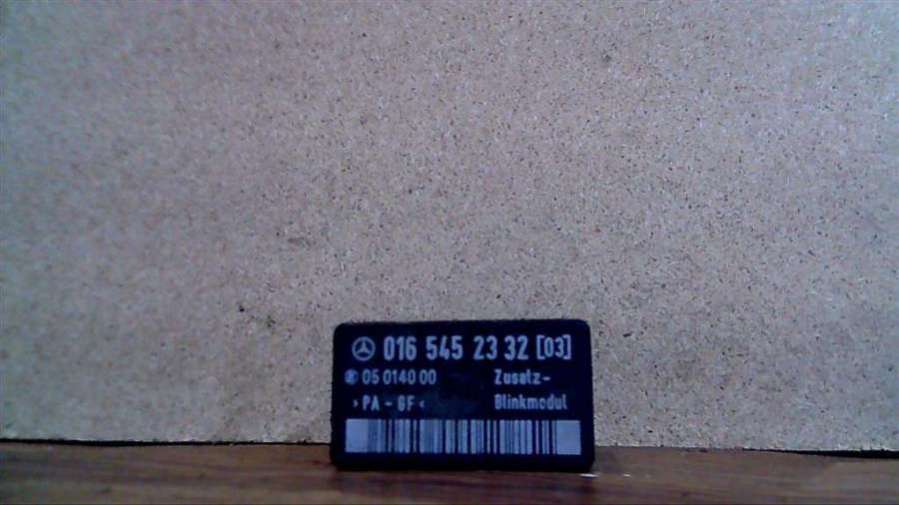 016 545 23 32 [03]
05 0140 00 Zusatz-
>PA - GF< Blinkmodul